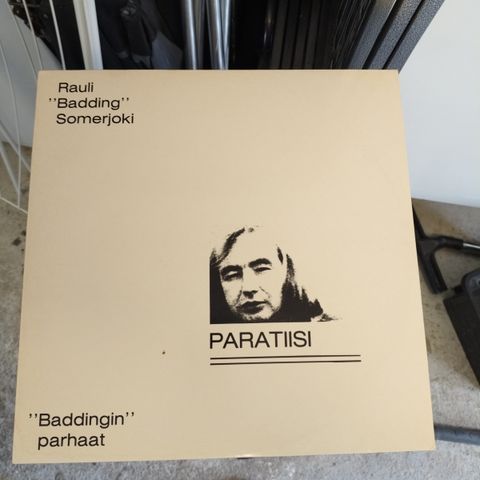 Rauli
"Badding"
Somerjoki
PARATIISI
"Baddingin"
parhaat